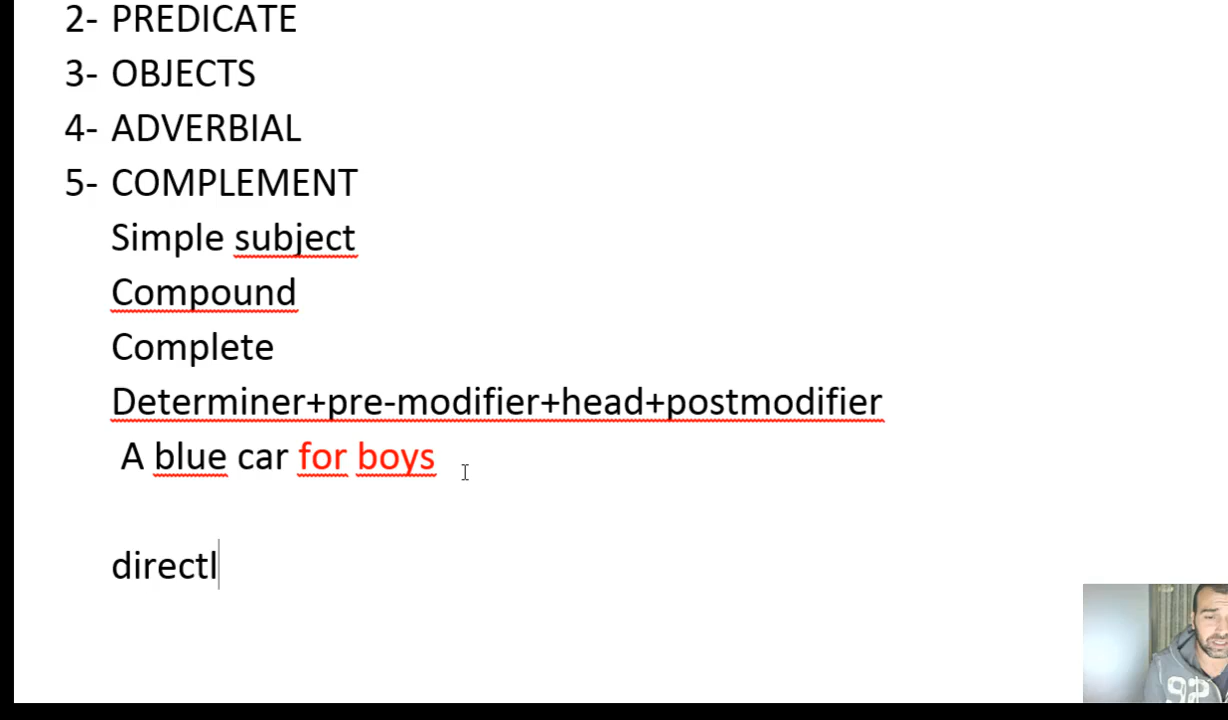 2- PREDICATE
3- OBJECTS
4- ADVERBIAL
5- COMPLEMENT
Simple subject
Compound
Complete
Determiner+pre-modifier+head+postmodifier
A blue car for boys
directl
92